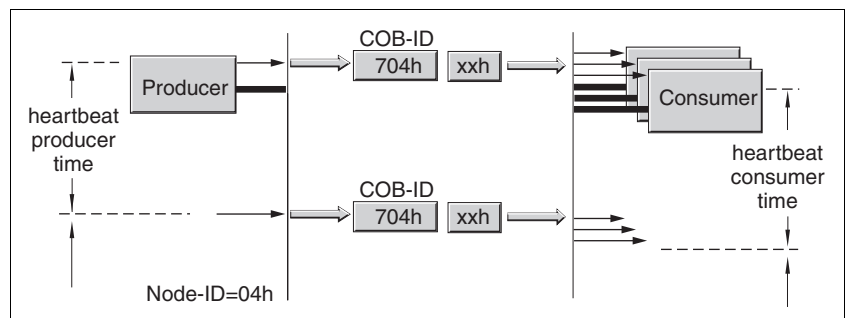 COB-ID
704h
xxh
Producer
Consumer
heartbeat
producer
time
heartbeat
consumer
time
COB-ID
704h
xxh
Node-ID=04h